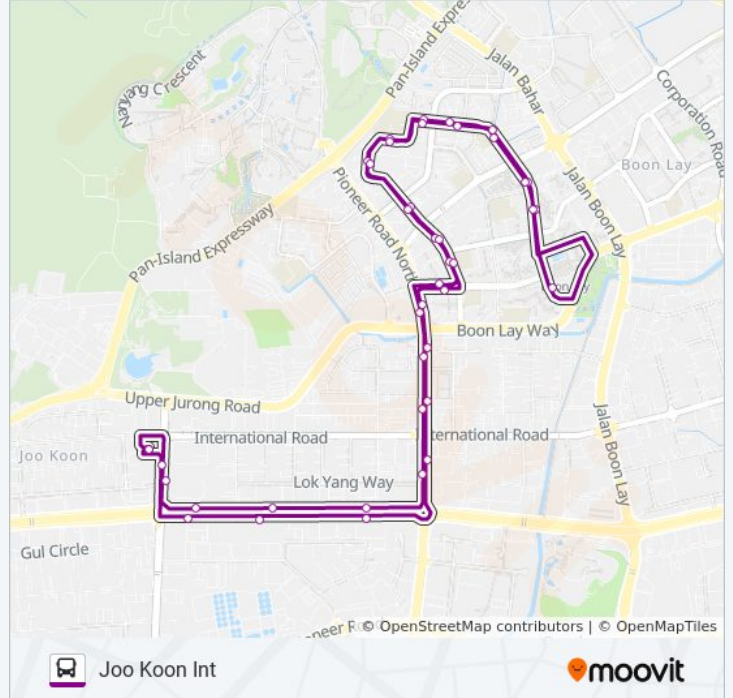 Pan-Island Expres
Jalan Bahar
Nanyang Crescent
Corporation Road
Boon Lay
Pioneer Road North
Jalan Boon Lay
Pan-Island Expressway
Boon Lay Way
Upper Jurong Road
International Road
International Road
Joo Koon
Jalan Boon Lay
Lok Yang Way
Gul Circle
© OpenStreetMap contributors | © OpenMapTiles
Joo Koon Int
moovit